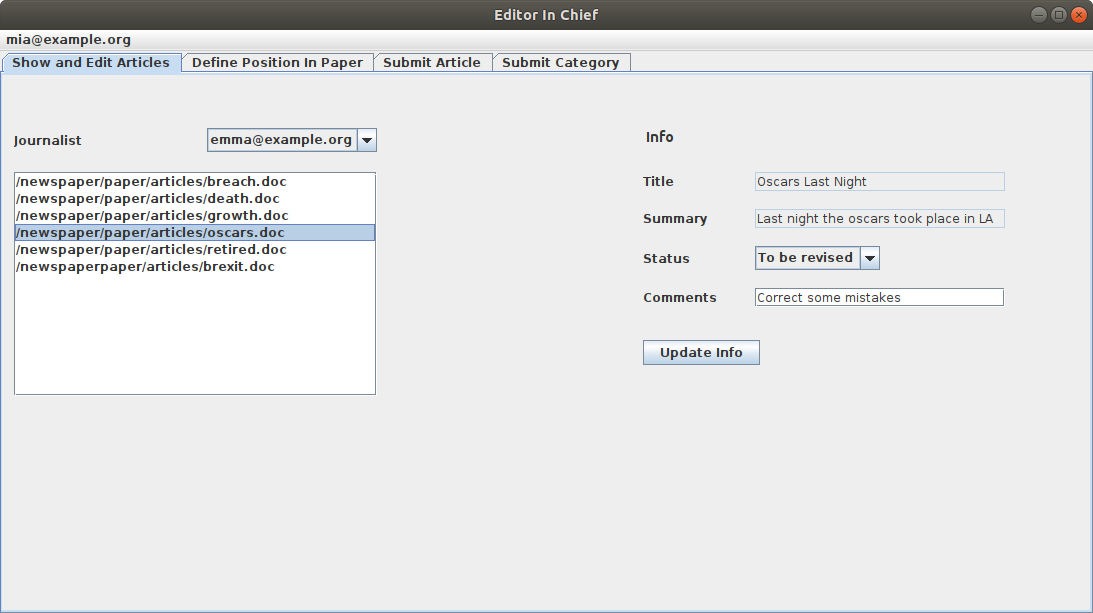 Editor In Chief
mia@example.org
Show and Edit Articles Define Position In Paper Submit Article Submit Category
Journalist emma@example.org
/newspaper/paper/articles/breach.doc
/newspaper/paper/articles/death.doc
/newspaper/paper/articles/growth.doc
/newspaper/paper/articles/oscars.doc
/newspaper/paper/articles/retired.doc
/newspaperpaper/articles/brexit.doc
Info
Title Oscars Last Night
Summary Last night the oscars took place in LA
Status To be revised
Comments Correct some mistakes
Update Info